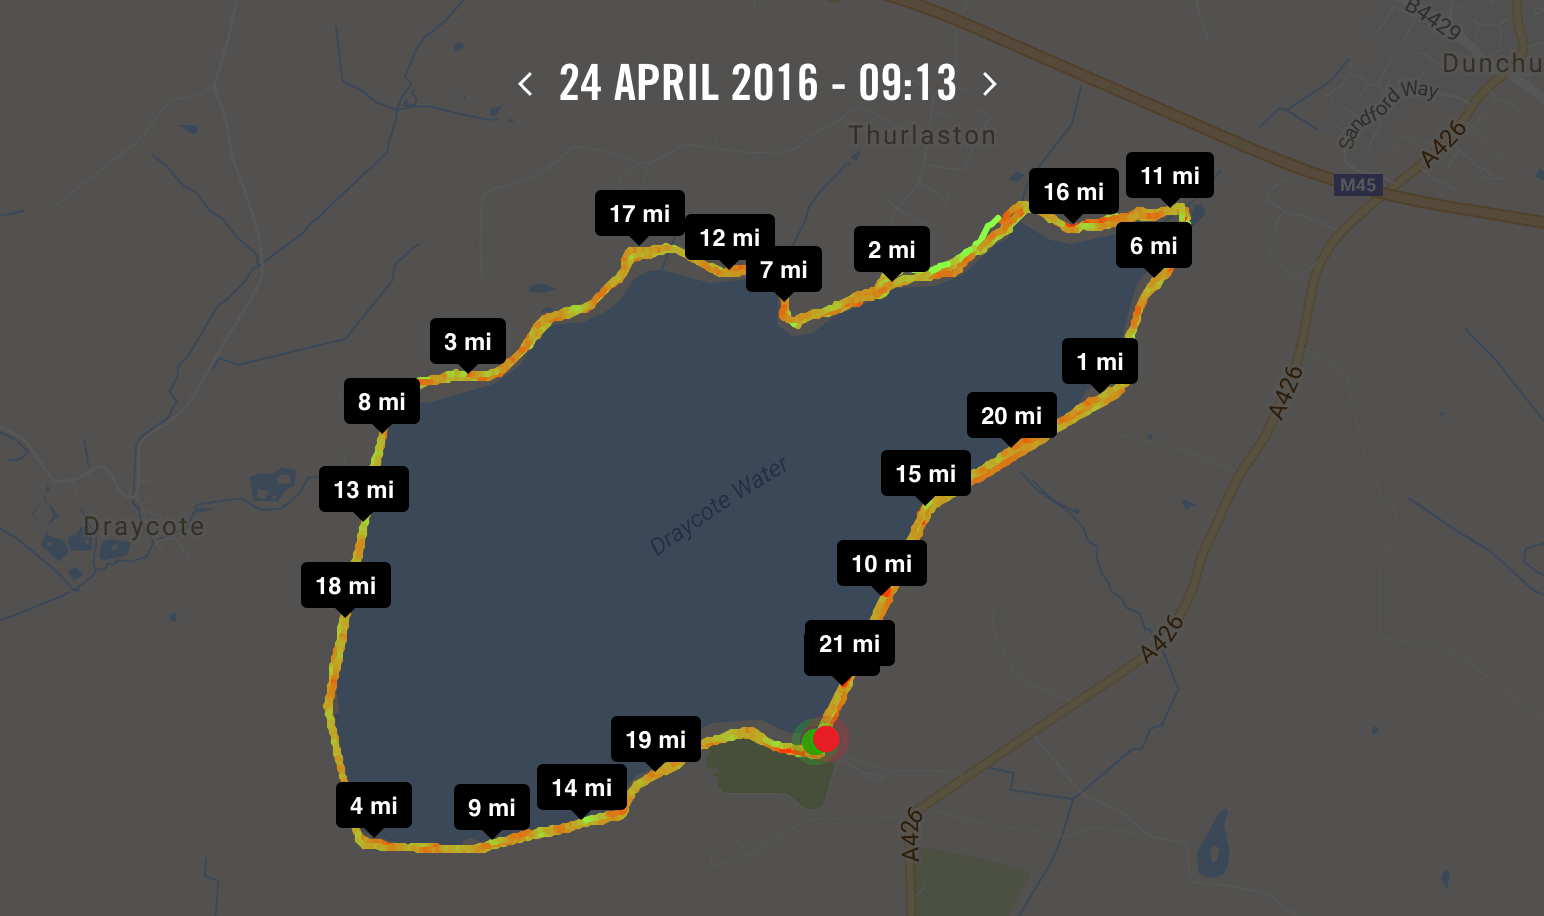 B4429
Dunchu
24 APRIL 2016 - 09:13
Sandford Way
Thurlaston
A426
M45
11 mi
16 mi
17 mi
12 mi
6 mi
2 mi
7 mi
3 mi
1 mi
A426
8 mi
20 mi
15 mi
13 mi
Draycote Water
Draycote
10 mi
18 mi
A426
21 mi
19 mi
14 mi
4 mi
9 mi
A426